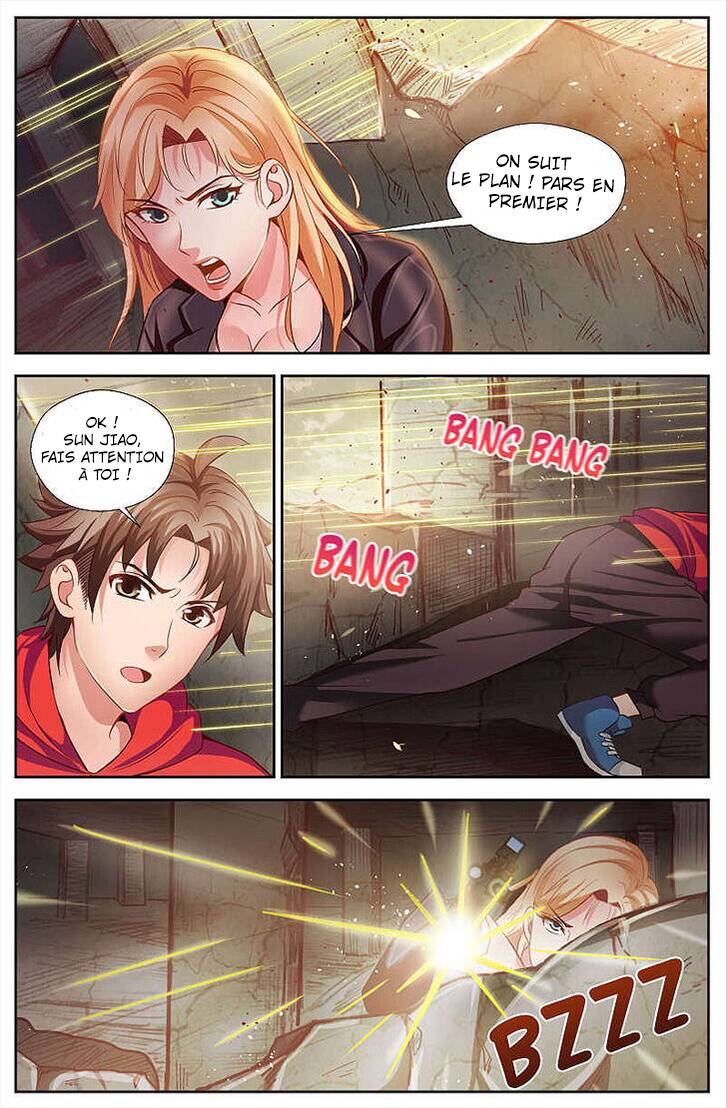 ON SUIT
LE PLAN ! PARS EN
PREMIER !
OK !
SUN JIAO,
FAIS ATTENTION
À TOI !
BANG BANG
BANG
BZZZ